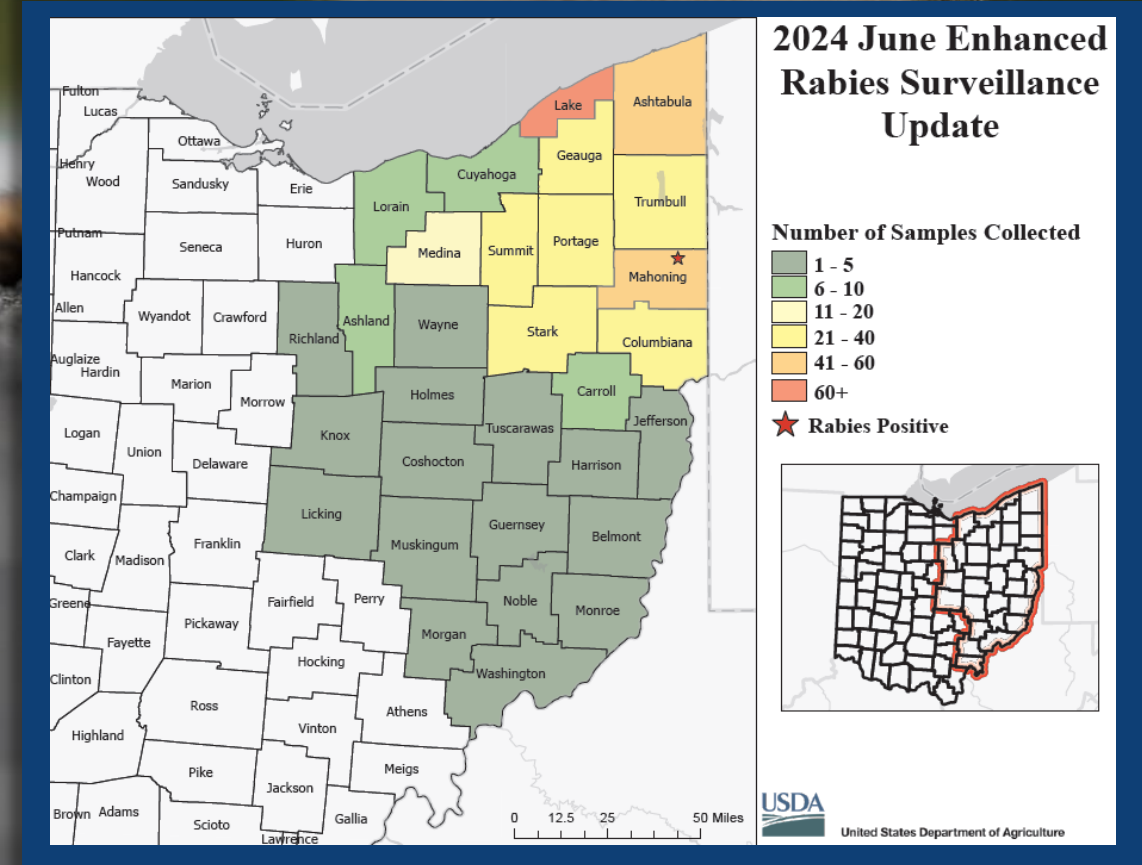 2024 June Enhanced
Rabies Surveillance
Update
Number of Samples Collected
1 - 5
6 - 10
11 - 20
21 - 40
41 - 60
60+
Rabies Positive
Fulton
Lucas
Ottawa
Henry
Wood
Sandusky
Erie
Lorain
Cuyahoga
Lake
Ashtabula
Geauga
Trumbull
Putnam
Seneca
Huron
Medina
Summit
Portage
Mahoning
Hancock
Allen
Wyandot
Crawford
Richland
Ashland
Wayne
Stark
Columbiana
Auglaize
Hardin
Marion
Morrow
Holmes
Carroll
Tuscarawas
Jefferson
Logan
Union
Delaware
Knox
Coshocton
Harrison
Champaign
Licking
Muskingum
Guernsey
Belmont
Clark
Madison
Franklin
Fairfield
Perry
Noble
Monroe
Greene
Fayette
Pickaway
Hocking
Morgan
Washington
Clinton
Ross
Vinton
Athens
Highland
Pike
Jackson
Meigs
Brown
Adams
Scioto
Lawrence
Gallia
0 12.5 25 50 Miles
USDA
United States Department of Agriculture